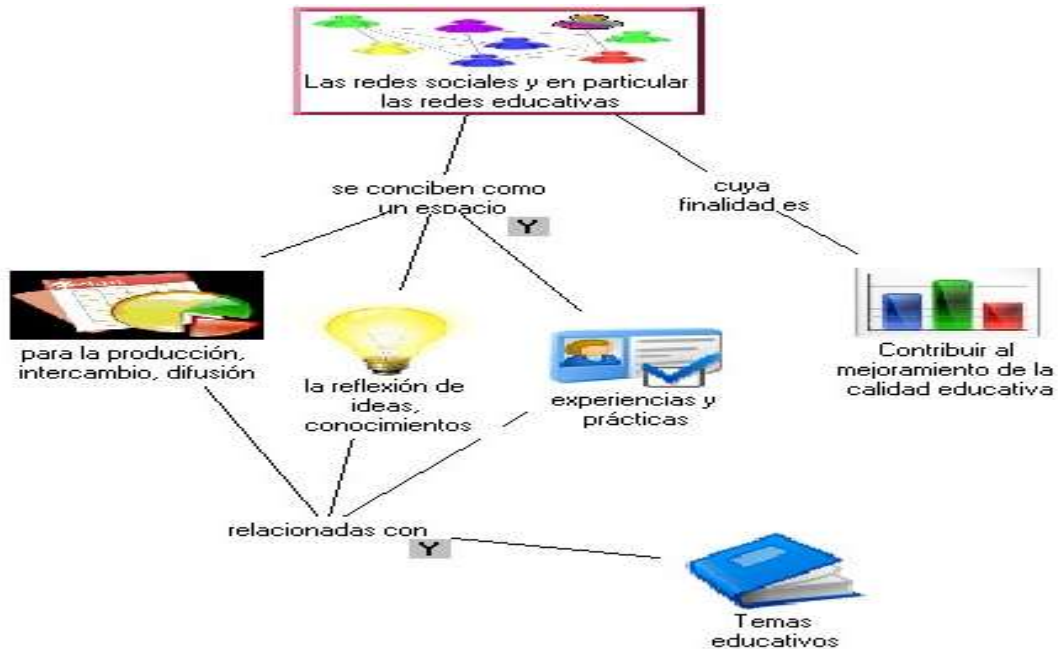 Las redes sociales y en particular
las redes educativas
se conciben como
un espacio
Y
cuya
finalidad es
para la producción,
intercambio, difusión
la reflexión de
ideas,
conocimientos
experiencias y
prácticas
Contribuir al
mejoramiento de la
calidad educativa
relacionadas con
Y
Temas
educativos